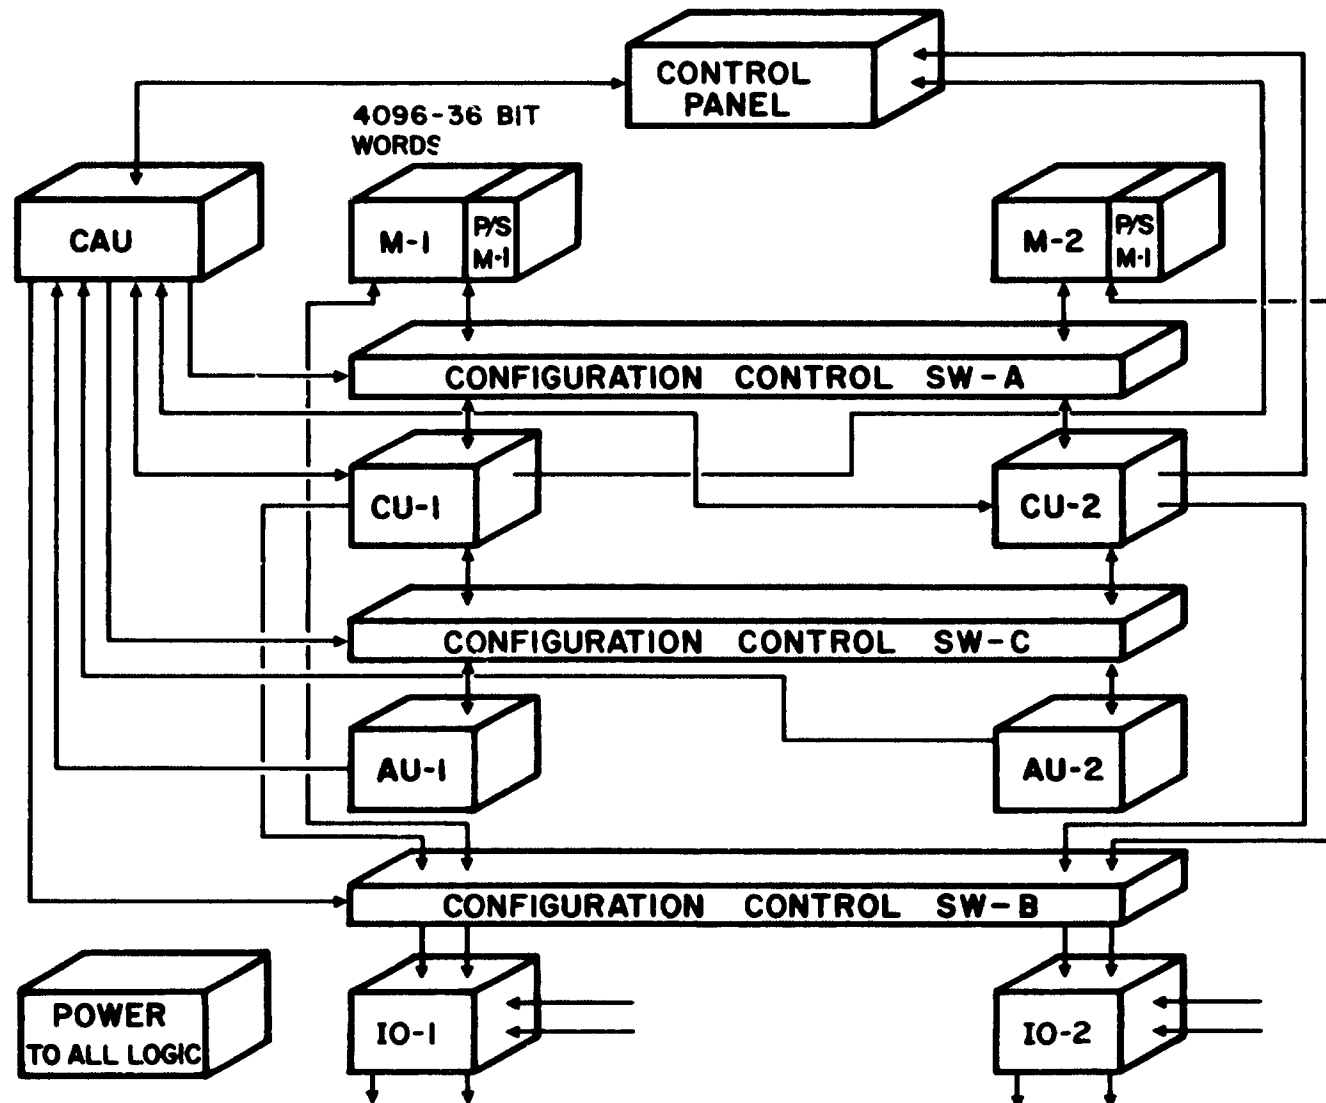 CONTROL
PANEL
4096-36 BIT
WORDS
CAU
M-1
P/S
M-1
M-2
P/S
M-1
CONFIGURATION CONTROL SW-A
CU-1
CU-2
CONFIGURATION CONTROL SW-C
AU-1
AU-2
CONFIGURATION CONTROL SW-B
POWER
TO ALL LOGIC
IO-1
IO-2